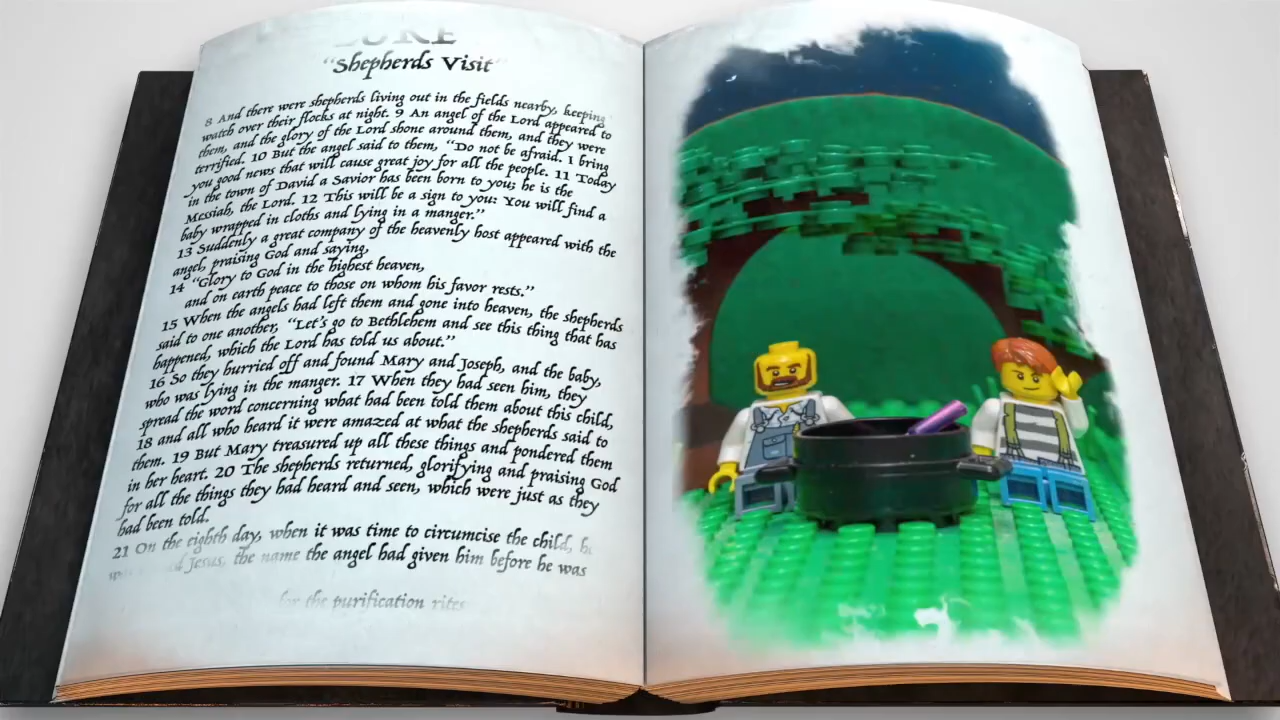 LUKE
"Shepherds Visit"
8 And there were shepherds living out in the fields nearby, keeping
watch over their flocks at night. 9 An angel of the Lord appeared to
them, and the glory of the Lord shone around them, and they were
terrified. 10 But the angel said to them, "Do not be afraid. I bring
you good news that will cause great joy for all the people. 11 Today
in the town of David a Savior has been born to you; he is the
Messiah, the Lord. 12 This will be a sign to you: You will find a
baby wrapped in cloths and lying in a manger."
13 Suddenly a great company of the heavenly host appeared with the
angel, praising God and saying,
14 "Glory to God in the highest heaven,
and on earth peace to those on whom his favor rests."
15 When the angels had left them and gone into heaven, the shepherds
said to one another, "Let's go to Bethlehem and see this thing that has
happened, which the Lord has told us about."
16 So they hurried off and found Mary and Joseph, and the baby,
who was lying in the manger. 17 When they had seen him, they
spread the word concerning what had been told them about this child,
18 and all who heard it were amazed at what the shepherds said to
them. 19 But Mary treasured up all these things and pondered them
in her heart. 20 The shepherds returned, glorifying and praising God
for all the things they had heard and seen, which were just as they
had been told.
21 On the eighth day, when it was time to circumcise the child, he
Jesus, the name the angel had given him before he was
for the purification rites